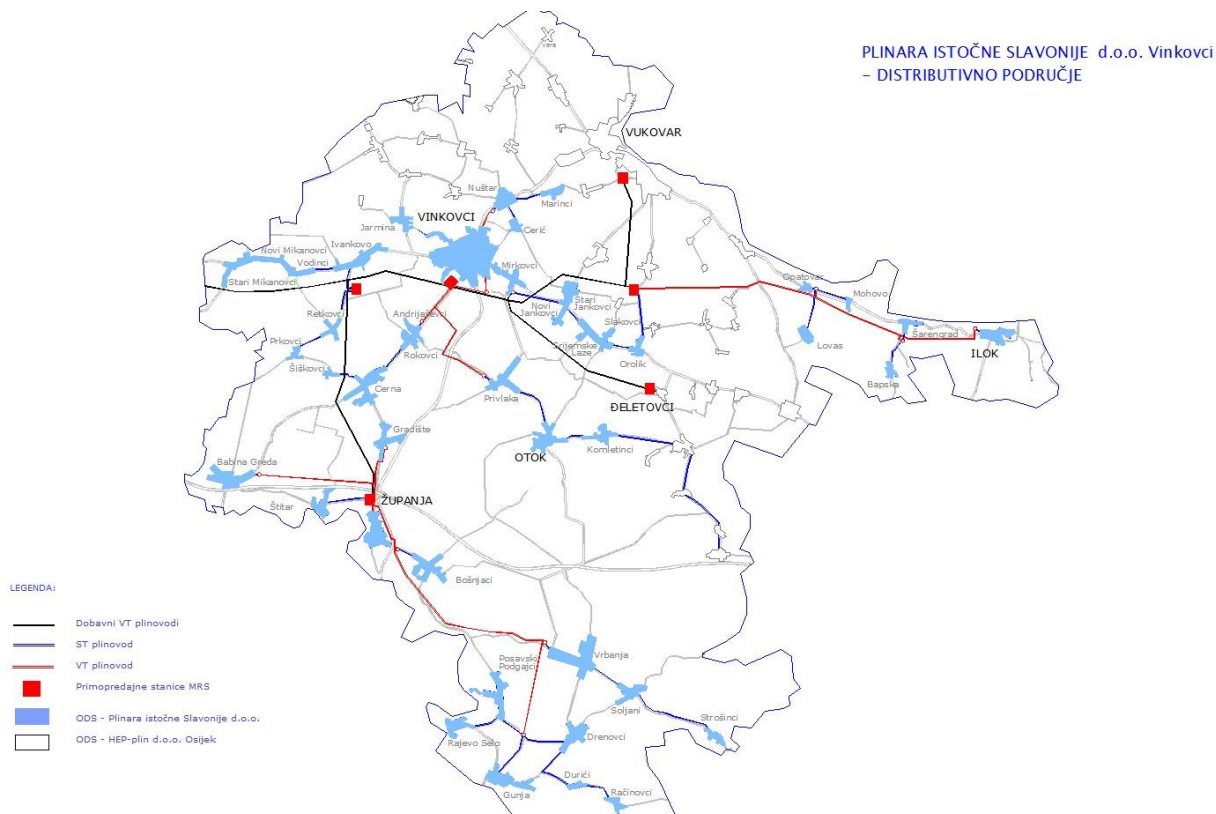 PLINARA ISTOČNE SLAVONIJE d.o.o. Vinkovci
- DISTRIBUTIVNO PODRUČJE
Vera
VUKOVAR
Nuštar
Marinci
VINKOVCI
Jarmina
Cerić
Novi Mikanovci
Ivankovo
Vodinci
Mirkovci
Stari Mikanovci
Opatovac
Mohovo
Stari
Jankovci
Novi
Jankovci
Retkovci
Andrijaševci
Slakovci
Šarengrad
Prkovci
Rokovci
Srijemske
Laze
Orolik
Lovas
ILOK
Šiškovci
Bapska
Cerna
Privlaka
ĐELETOVCI
Gradište
Komletinci
OTOK
Babina Greda
ŽUPANJA
Štitar
Bošnjaci
LEGENDA:
Dobavni VT plinovodi
ST plinovod
VT plinovod
Primopredajne stanice MRS
ODS - Plinara istočne Slavonije d.o.o.
ODS - HEP-plin d.o.o. Osijek
Vrbanja
Posavski
Podgajci
Soljani
Strošinci
Rajevo Selo
Drenovci
Durići
Gunja
Račinovci